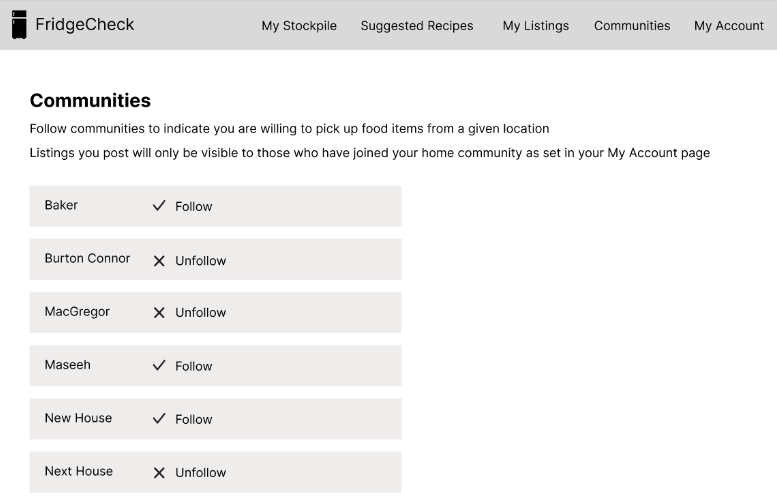 FridgeCheck
My Stockpile Suggested Recipes My Listings Communities My Account
Communities
Follow communities to indicate you are willing to pick up food items from a given location
Listings you post will only be visible to those who have joined your home community as set in your My Account page
Baker Follow
Burton Connor Unfollow
MacGregor Unfollow
Maseeh Follow
New House Follow
Next House Unfollow